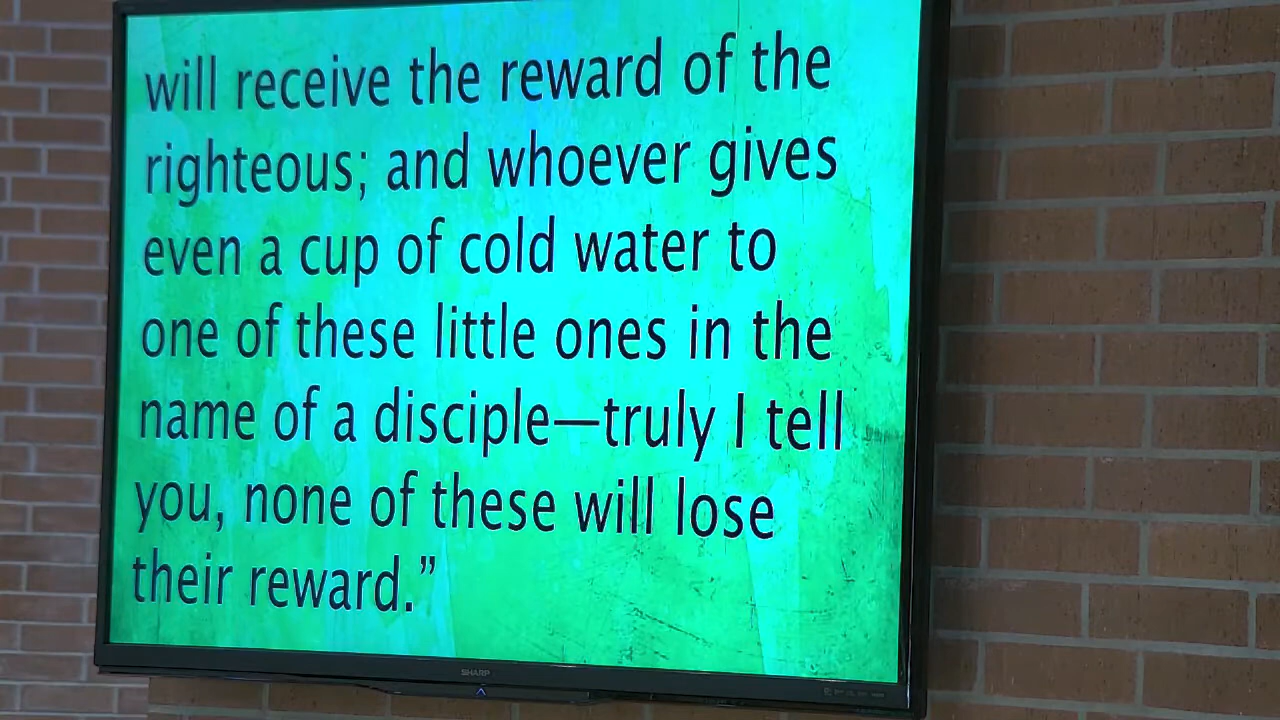 will receive the reward of the
righteous; and whoever gives
even a cup of cold water to
one of these little ones in the
name of a disciple—truly I tell
you, none of these will lose
their reward.”
SHARP